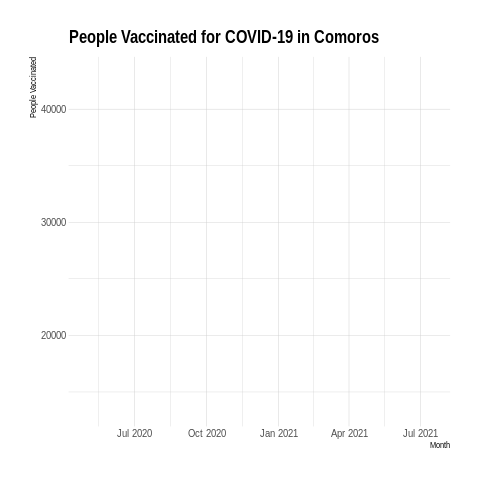 People Vaccinated for COVID-19 in Comoros
People Vaccinated
40000
30000
20000
Jul 2020 Oct 2020 Jan 2021 Apr 2021 Jul 2021
Month